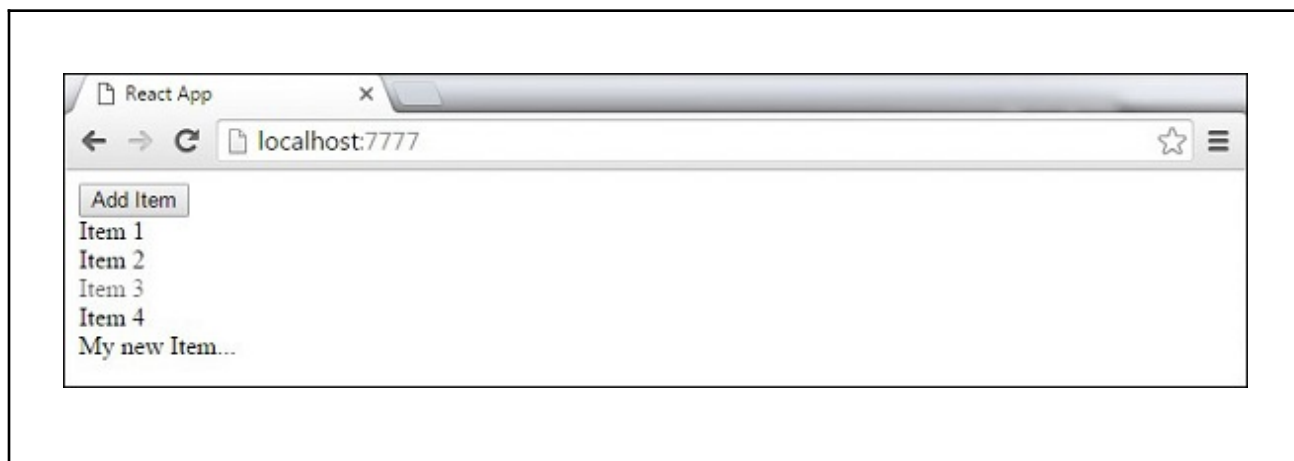 React App
localhost:7777
Add Item
Item 1
Item 2
Item 3
Item 4
My new Item...